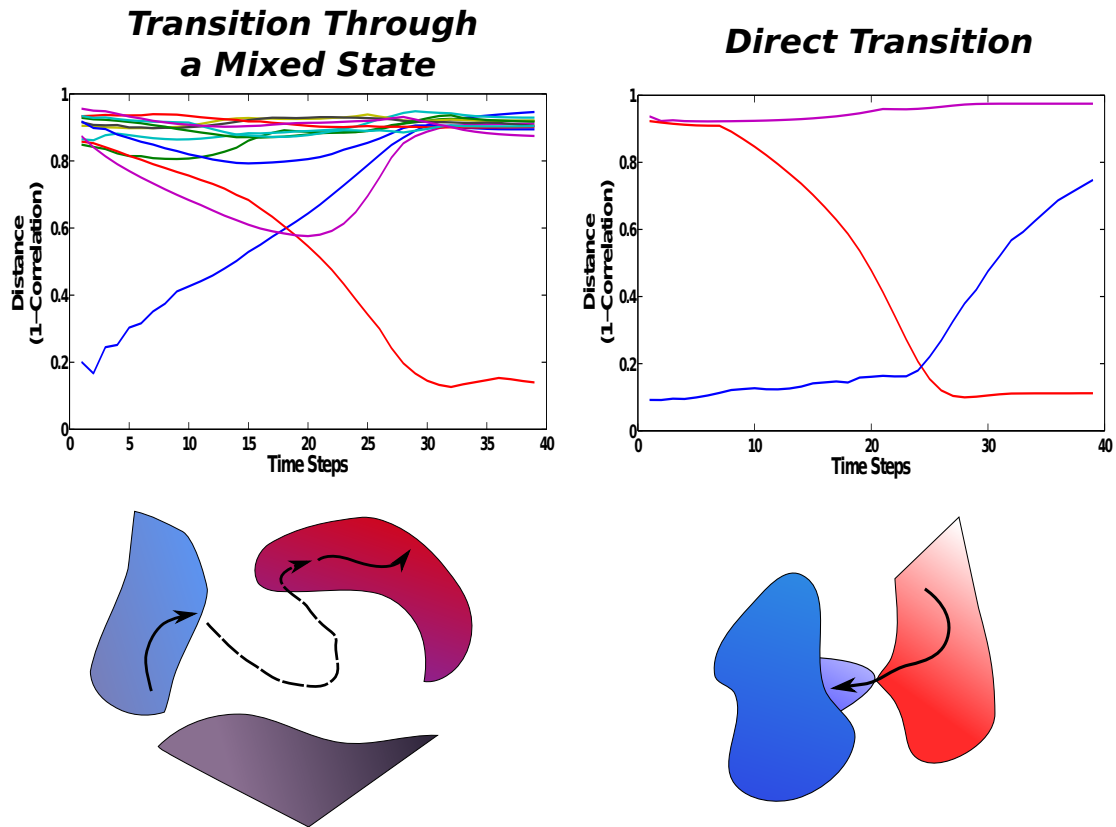 Transition Through
a Mixed State
Direct Transition
1
0.8
0.6
0.4
0.2
0
0
5
10
15
20
25
30
35
40
Distance
(1−Correlation)
Time Steps
1
0.8
0.6
0.4
0.2
0
0
10
20
30
40
Distance
(1−Correlation)
Time Steps